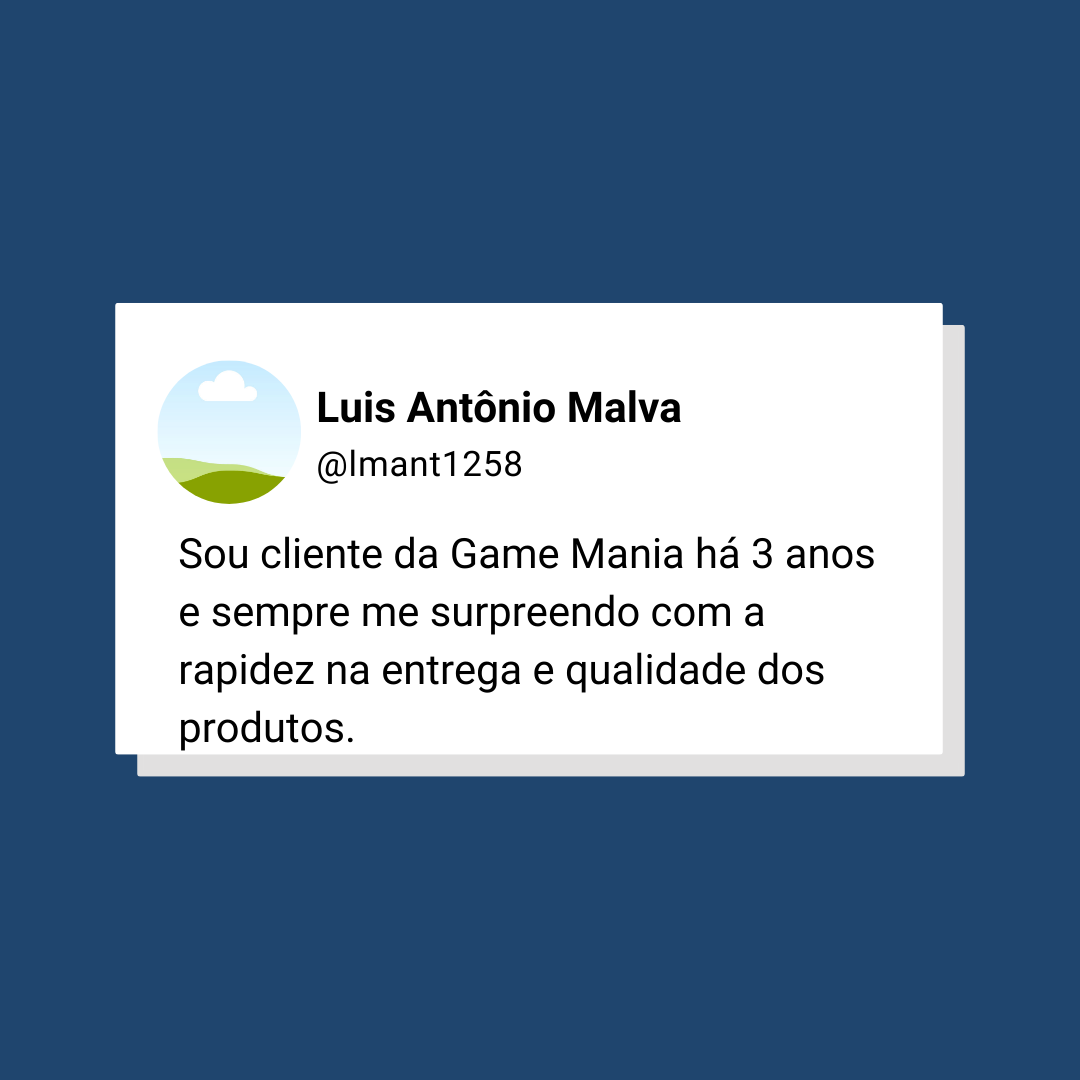 Luis Antônio Malva
@lmant1258
Sou cliente da Game Mania há 3 anos
e sempre me surpreendo com a
rapidez na entrega e qualidade dos
produtos.